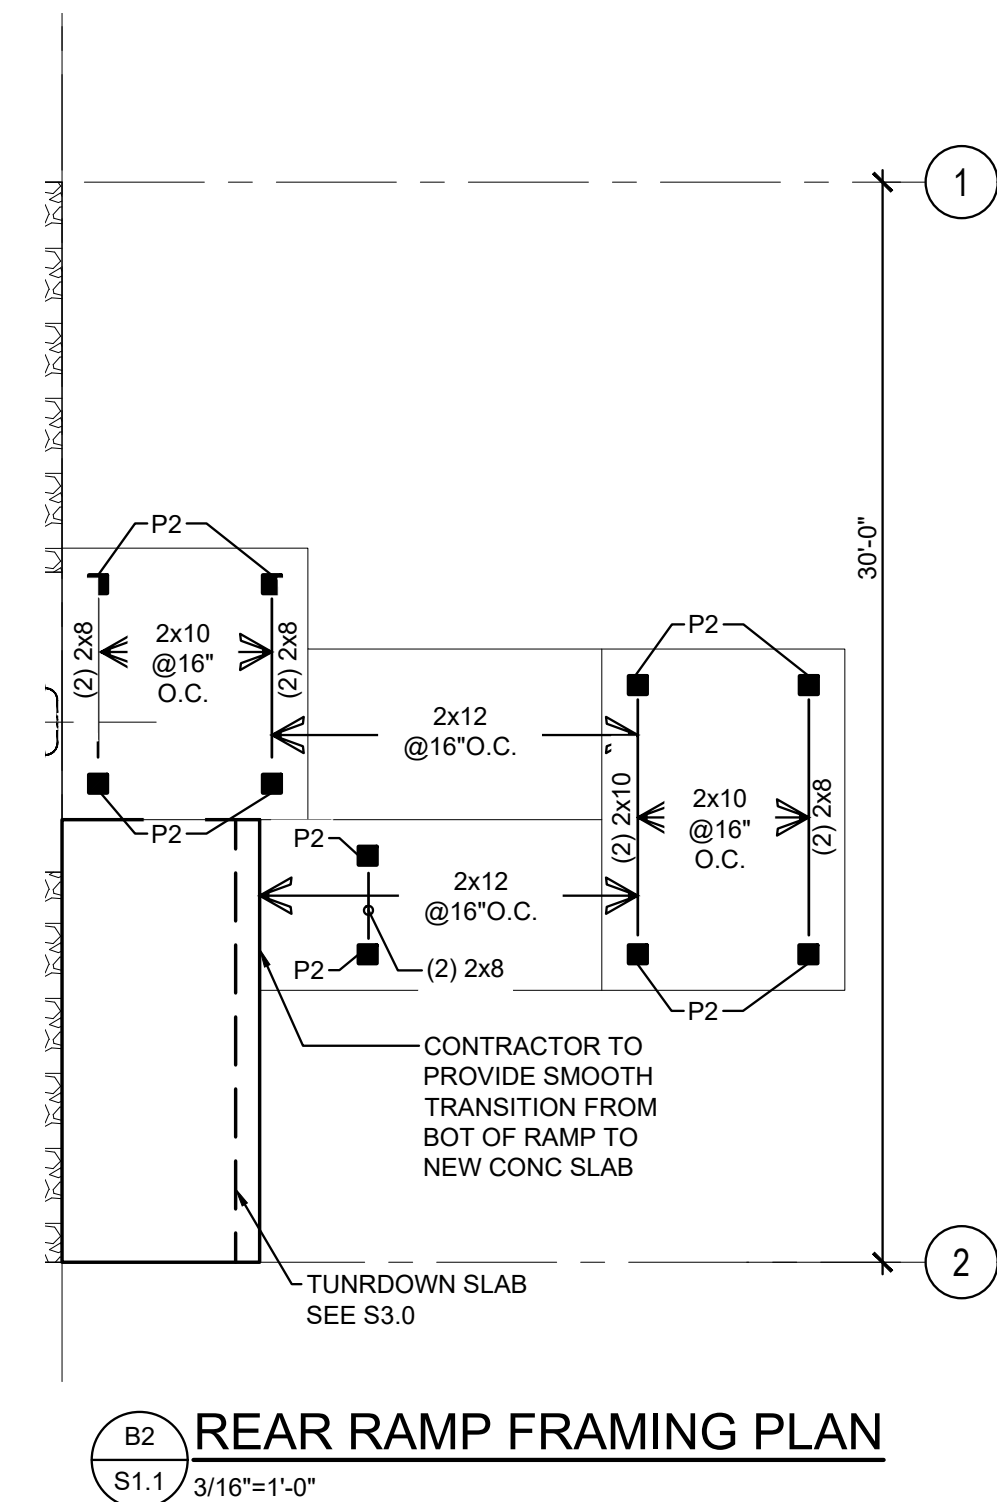 1
30'-0"
P2
(2) 2x8
2x10
@16"
O.C.
(2) 2x8
P2
P2
2x12
@16"O.C.
(2) 2x10
2x10
@16"
O.C.
(2) 2x8
P2
P2
2x12
@16"O.C.
P2
(2) 2x8
P2
CONTRACTOR TO
PROVIDE SMOOTH
TRANSITION FROM
BOT OF RAMP TO
NEW CONC SLAB
2
TUNRDOWN SLAB
SEE S3.0
B2
S1.1
REAR RAMP FRAMING PLAN
3/16"=1'-0"